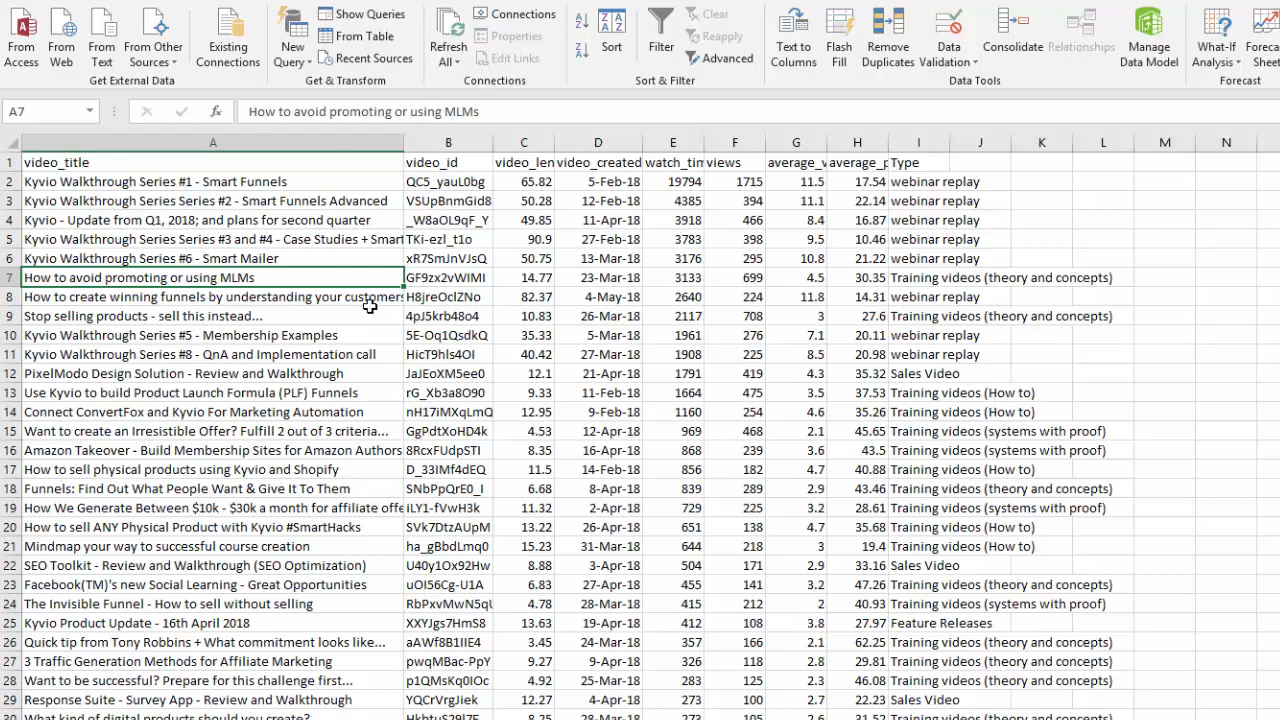 From Access From Web From Text From Other Sources Existing Connections New Query Show Queries From Table Recent Sources Refresh All Connections Properties Edit Links Sort Filter Clear Reapply Advanced Text to Columns Flash Fill Remove Duplicates Data Validation Consolidate Relationships Manage Data Model What-If Analysis Forecas Sheet
Get External Data Get & Transform Connections Sort & Filter Data Tools Forecast
A7 fx How to avoid promoting or using MLMs
A B C D E F G H I J K L M N
1 video_title video_id video_len video_created watch_tim views average_v average_p Type
2 Kyvio Walkthrough Series #1 - Smart Funnels QC5_yauL0bg 65.82 5-Feb-18 19794 1715 11.5 17.54 webinar replay
3 Kyvio Walkthrough Series Series #2 - Smart Funnels Advanced VSUpBnmGid8 50.28 12-Feb-18 4385 394 11.1 22.14 webinar replay
4 Kyvio - Update from Q1, 2018; and plans for second quarter _W8aOL9qF_Y 49.85 11-Apr-18 3918 466 8.4 16.87 webinar replay
5 Kyvio Walkthrough Series Series #3 and #4 - Case Studies + Smart TKi-ezl_t1o 90.9 27-Feb-18 3783 398 9.5 10.46 webinar replay
6 Kyvio Walkthrough Series #6 - Smart Mailer xR7SmJnVJsQ 50.75 13-Mar-18 3176 295 10.8 21.22 webinar replay
7 How to avoid promoting or using MLMs GF9zx2vWIMI 14.77 23-Mar-18 3133 699 4.5 30.35 Training videos (theory and concepts)
8 How to create winning funnels by understanding your customers H8jreOclZNo 82.37 4-May-18 2640 224 11.8 14.31 webinar replay
9 Stop selling products - sell this instead... 4pJ5krb48o4 10.83 26-Mar-18 2117 708 3 27.6 Training videos (theory and concepts)
10 Kyvio Walkthrough Series #5 - Membership Examples 5E-Oq1QsdkQ 35.33 5-Mar-18 1961 276 7.1 20.11 webinar replay
11 Kyvio Walkthrough Series #8 - QnA and Implementation call HicT9hls4OI 40.42 27-Mar-18 1908 225 8.5 20.98 webinar replay
12 PixelModo Design Solution - Review and Walkthrough JaJEoXM5ee0 12.1 21-Apr-18 1791 419 4.3 35.32 Sales Video
13 Use Kyvio to build Product Launch Formula (PLF) Funnels rG_Xb3a8O90 9.33 11-Feb-18 1664 475 3.5 37.53 Training videos (How to)
14 Connect ConvertFox and Kyvio For Marketing Automation nH17iMXqLmQ 12.95 9-Feb-18 1160 254 4.6 35.26 Training videos (How to)
15 Want to create an Irresistible Offer? Fulfill 2 out of 3 criteria... GgPdtXoHD4k 4.53 12-Apr-18 969 468 2.1 45.65 Training videos (systems with proof)
16 Amazon Takeover - Build Membership Sites for Amazon Authors 8RcxFUdpSTI 8.35 16-Apr-18 868 239 3.6 43.5 Training videos (systems with proof)
17 How to sell physical products using Kyvio and Shopify D_33IMf4dEQ 11.5 14-Feb-18 856 182 4.7 40.88 Training videos (How to)
18 Funnels: Find Out What People Want & Give It To Them SNbPpQrE0_I 6.68 8-Apr-18 839 289 2.9 43.46 Training videos (theory and concepts)
19 How We Generate Between $10k - $30k a month for affiliate offe iLY1-fVwH3k 11.32 2-Apr-18 729 225 3.2 28.61 Training videos (systems with proof)
20 How to sell ANY Physical Product with Kyvio #SmartHacks SVk7DtzAUpM 13.22 26-Apr-18 651 138 4.7 35.68 Training videos (How to)
21 Mindmap your way to successful course creation ha_gBbdLmq0 15.23 31-Mar-18 644 218 3 19.4 Training videos (How to)
22 SEO Toolkit - Review and Walkthrough (SEO Optimization) U40y1Ox92Hw 8.88 3-Apr-18 504 171 2.9 33.16 Sales Video
23 Facebook(TM)'s new Social Learning - Great Opportunities uOI56Cg-U1A 6.83 27-Apr-18 455 141 3.2 47.26 Training videos (theory and concepts)
24 The Invisible Funnel - How to sell without selling RbPxvMwN5qU 4.78 28-Mar-18 415 212 2 40.93 Training videos (systems with proof)
25 Kyvio Product Update - 16th April 2018 XXYJgs7HmS8 13.63 19-Apr-18 412 108 3.8 27.97 Feature Releases
26 Quick tip from Tony Robbins + What commitment looks like... aAWf8B1IIE4 3.45 24-Mar-18 357 166 2.1 62.25 Training videos (theory and concepts)
27 3 Traffic Generation Methods for Affiliate Marketing pwqMBac-PpY 9.27 9-Apr-18 326 118 2.8 29.81 Training videos (theory and concepts)
28 Want to be successful? Prepare for this challenge first... p1QMsKq0IOc 4.92 25-Mar-18 283 125 2.3 46.08 Training videos (theory and concepts)
29 Response Suite - Survey App - Review and Walkthrough YQCrVrgJiek 12.27 4-Apr-18 273 100 2.7 22.23 Sales Video
30 What kind of digital products should you create? 8.25 28-Mar-18 273 105 2.6 31.52 Training videos (theory and concepts)